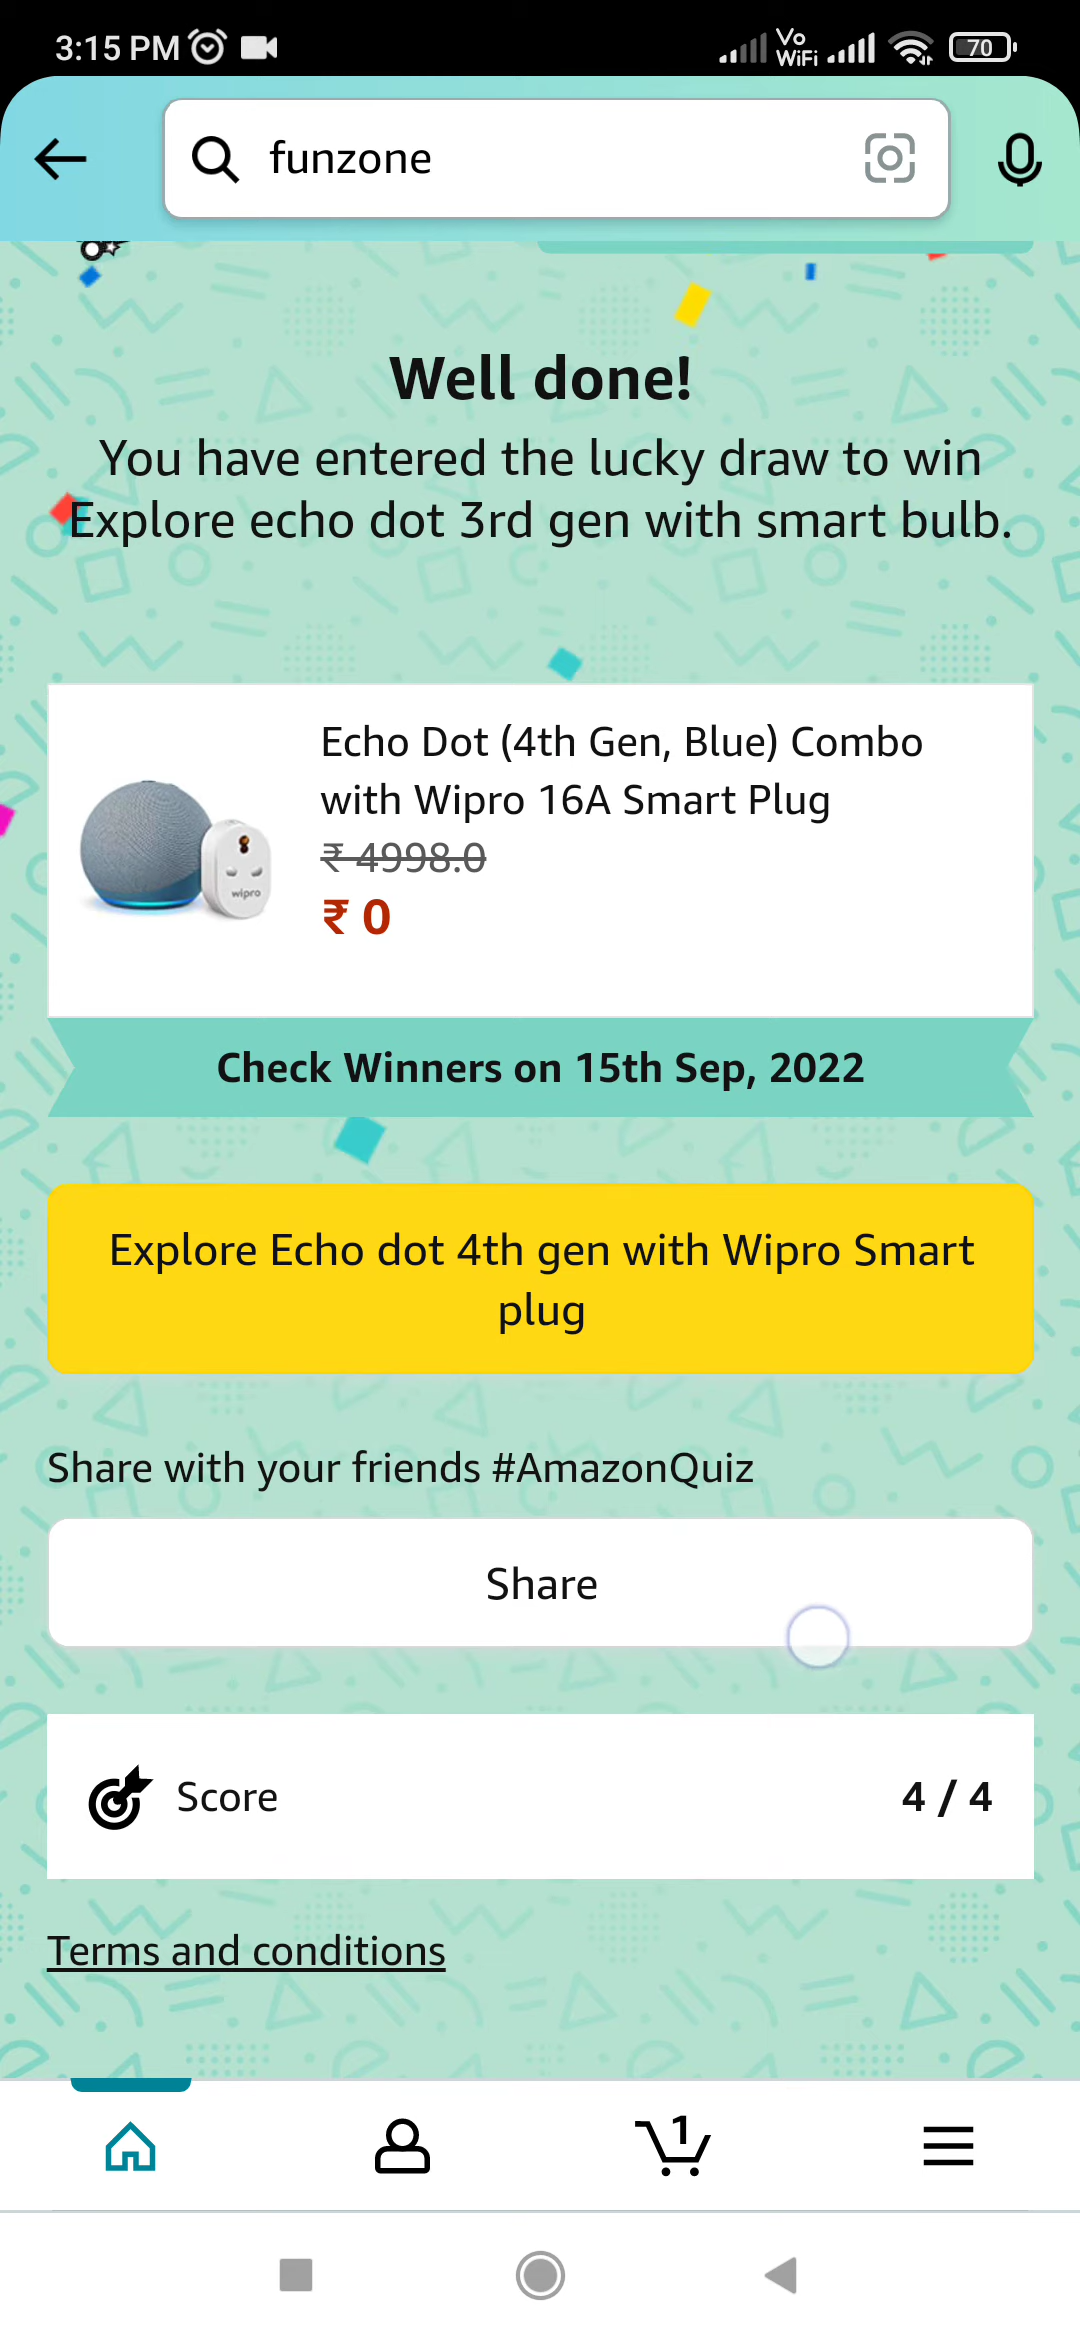 3:15 PM
Vo
WiFi
70
funzone
Well done!
You have entered the lucky draw to win
Explore echo dot 3rd gen with smart bulb.
Echo Dot (4th Gen, Blue) Combo
with Wipro 16A Smart Plug
₹ 4998.0
₹ 0
wipro
Check Winners on 15th Sep, 2022
Explore Echo dot 4th gen with Wipro Smart
plug
Share with your friends #AmazonQuiz
Share
Score
4 / 4
Terms and conditions
1